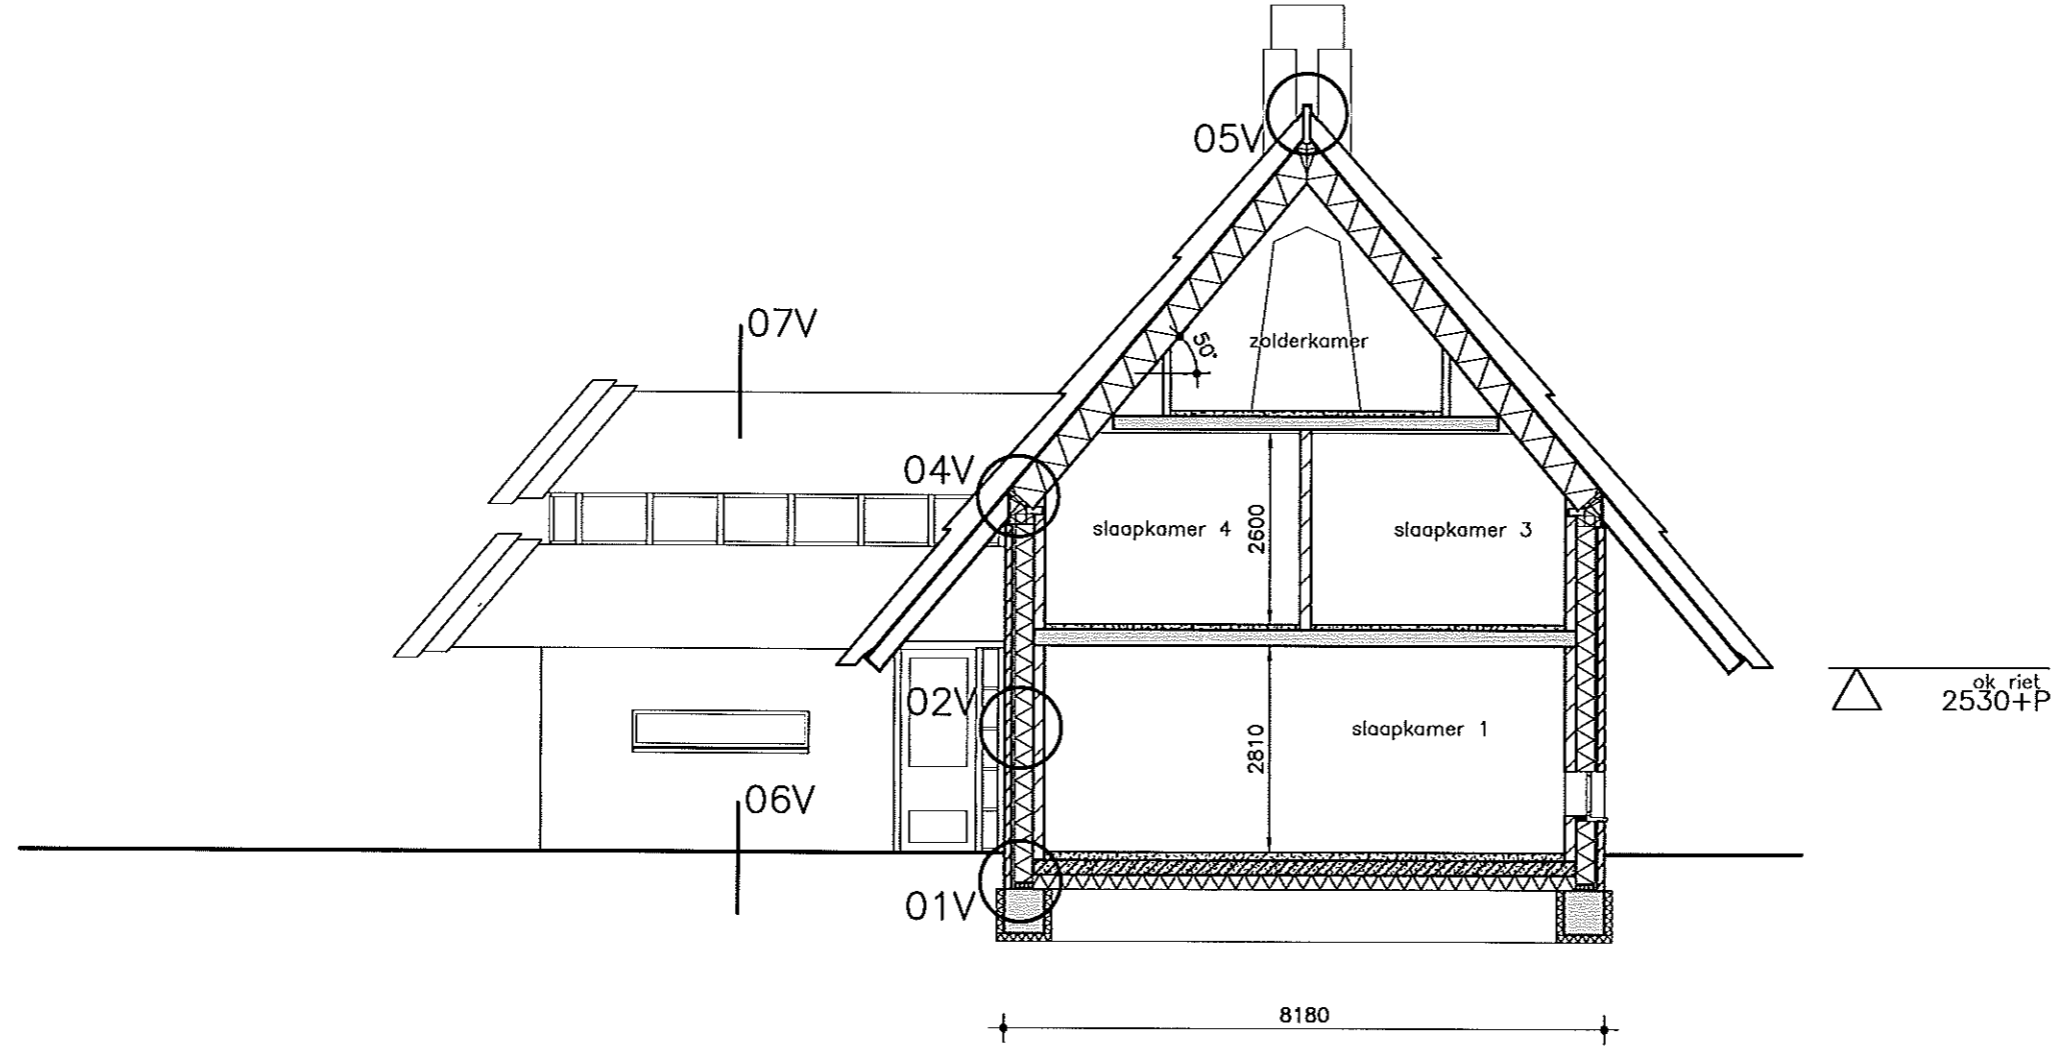 05V
07V
50°
zolderkamer
04V
slaapkamer 4
2600
slaapkamer 3
ok riet
2530+P
02V
slaapkamer 1
2810
06V
01V
8180